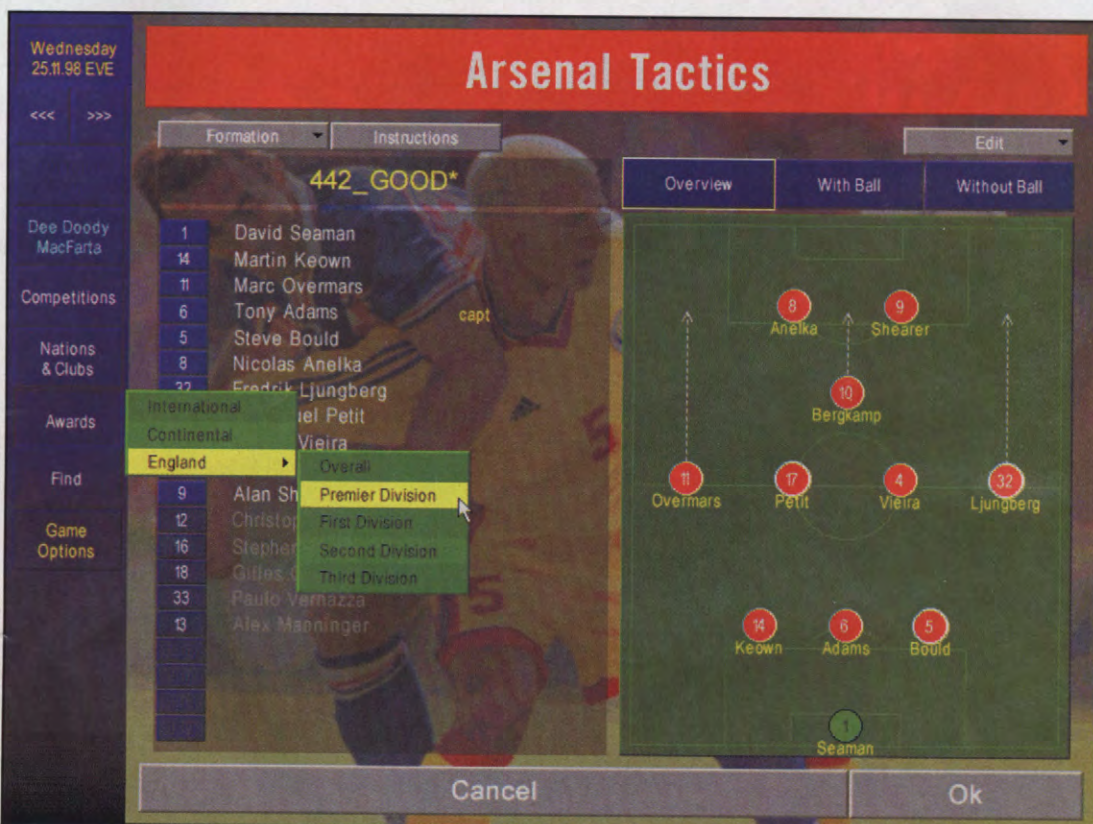 Wednesday
25.11.98 EVE
<<< >>>
Dee Doody
MacFarta
Competitions
Nations
& Clubs
Awards
Find
Game
Options
Arsenal Tactics
Formation
Instructions
Edit
442_GOOD*
Overview
With Ball
Without Ball
1 David Seaman
14 Martin Keown
11 Marc Overmars
6 Tony Adams capt
5 Steve Bould
8 Nicolas Anelka
32 Fredrik Ljungberg
iel Petit
Vieira
9 Alan Sh
12 Christop
16 Stephe
18 Gilles
33 Paulo Vernazza
13 Alex Manninger
International
Continental
England
Overall
Premier Division
First Division
Second Division
Third Division
8
Anelka
9
Shearer
10
Bergkamp
11
Overmars
17
Petit
4
Vieira
32
Ljungberg
14
Keown
6
Adams
5
Bould
1
Seaman
Cancel
Ok